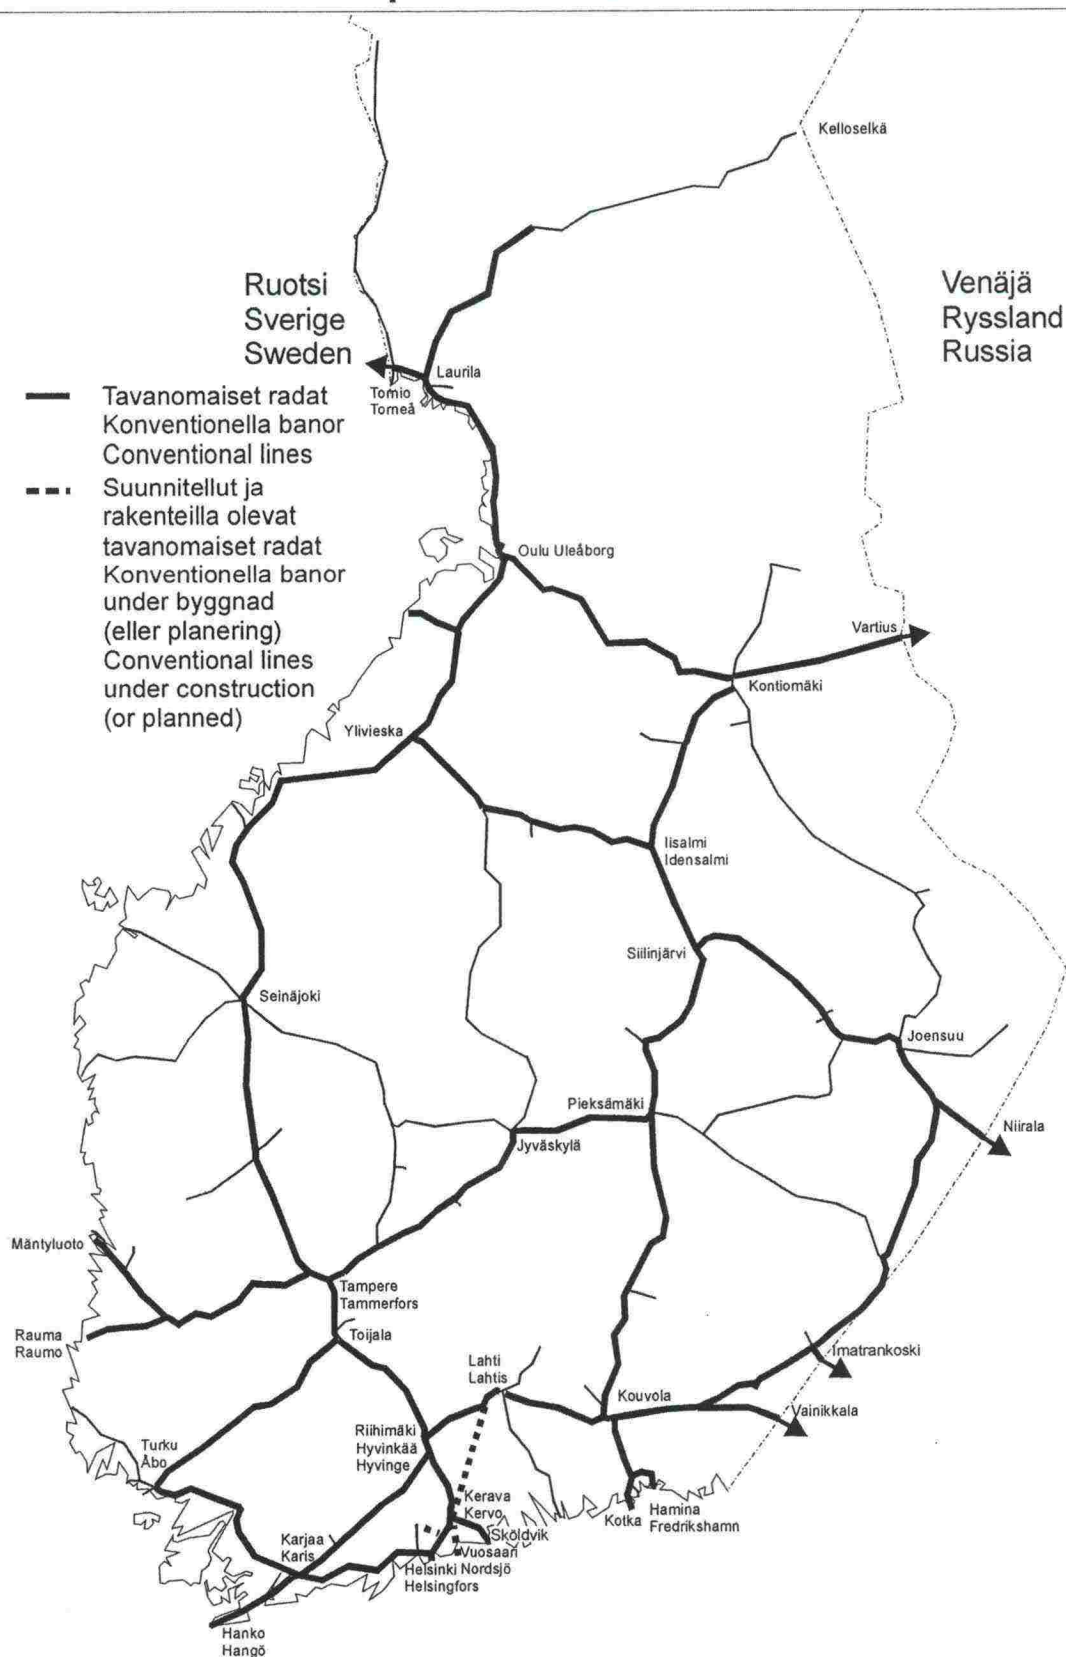 Kelloselkä
Ruotsi
Sverige
Sweden
Venäjä
Ryssland
Russia
Laurila
Tornio
Torneå
Tavanomaiset radat
Konventionella banor
Conventional lines
Suunnitellut ja
rakenteilla olevat
tavanomaiset radat
Konventionella banor
under byggnad
(eller planering)
Conventional lines
under construction
(or planned)
Oulu Uleåborg
Vartius
Kontiomäki
Ylivieska
Iisalmi
Idensalmi
Siilinjärvi
Seinäjoki
Joensuu
Pieksämäki
Jyväskylä
Niirala
Mäntyluoto
Tampere
Tammerfors
Rauma
Raumo
Toijala
Lahti
Lahtis
Imatrankoski
Kouvola
Vainikkala
Riihimäki
Hyvinkää
Hyvinge
Turku
Åbo
Kerava
Kervo
Hamina
Fredrikshamn
Kotka
Sköldvik
Karjaa
Karis
Vuosaari
Nordsjö
Helsinki
Helsingfors
Hanko
Hangö